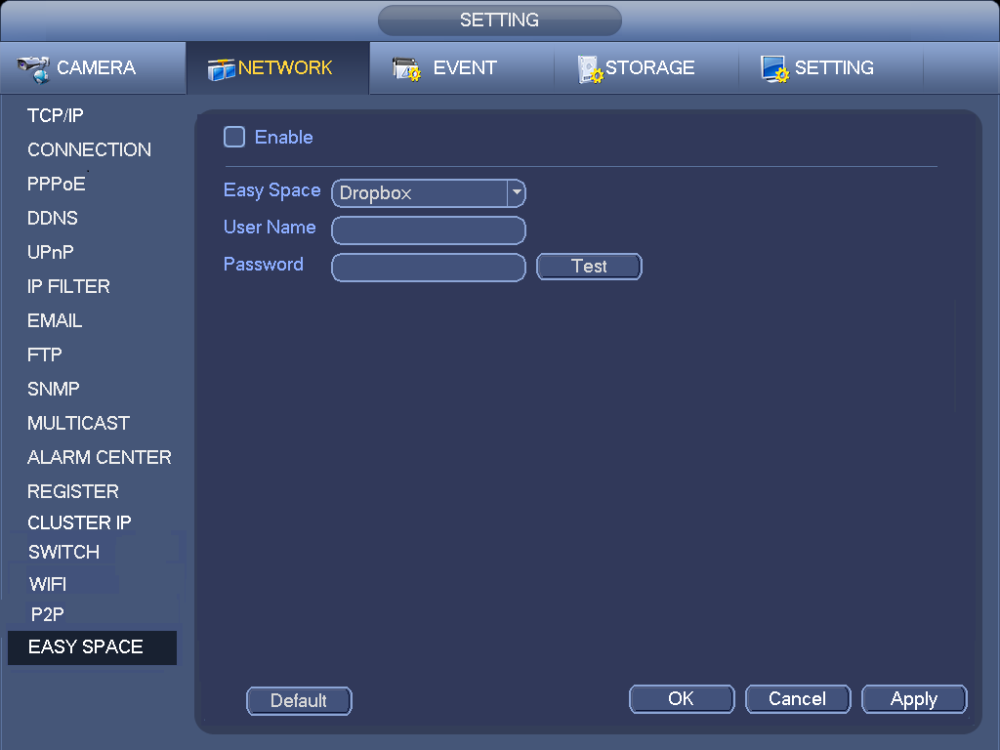 SETTING
CAMERA NETWORK EVENT STORAGE SETTING
TCP/IP
CONNECTION
PPPoE
DDNS
UPnP
IP FILTER
EMAIL
FTP
SNMP
MULTICAST
ALARM CENTER
REGISTER
CLUSTER IP
SWITCH
WIFI
P2P
EASY SPACE
Enable
Easy Space Dropbox
User Name
Password Test
Default OK Cancel Apply